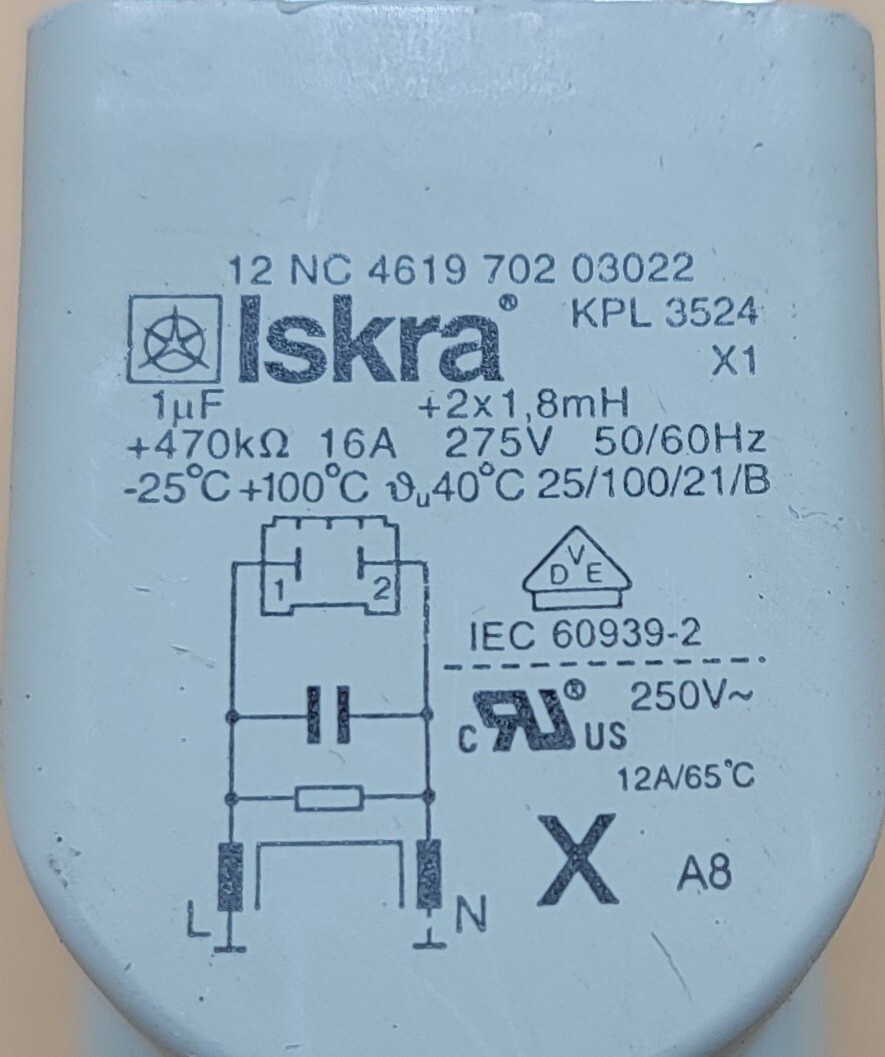 12 NC 4619 702 03022
Iskra® KPL 3524
X1
1µF +2x1,8mH
+470kΩ 16A 275V 50/60Hz
-25°C +100°C ϑu40°C 25/100/21/B
1 2
D V E
IEC 60939-2
c RU® US 250V~
12A/65°C
X A8
L N